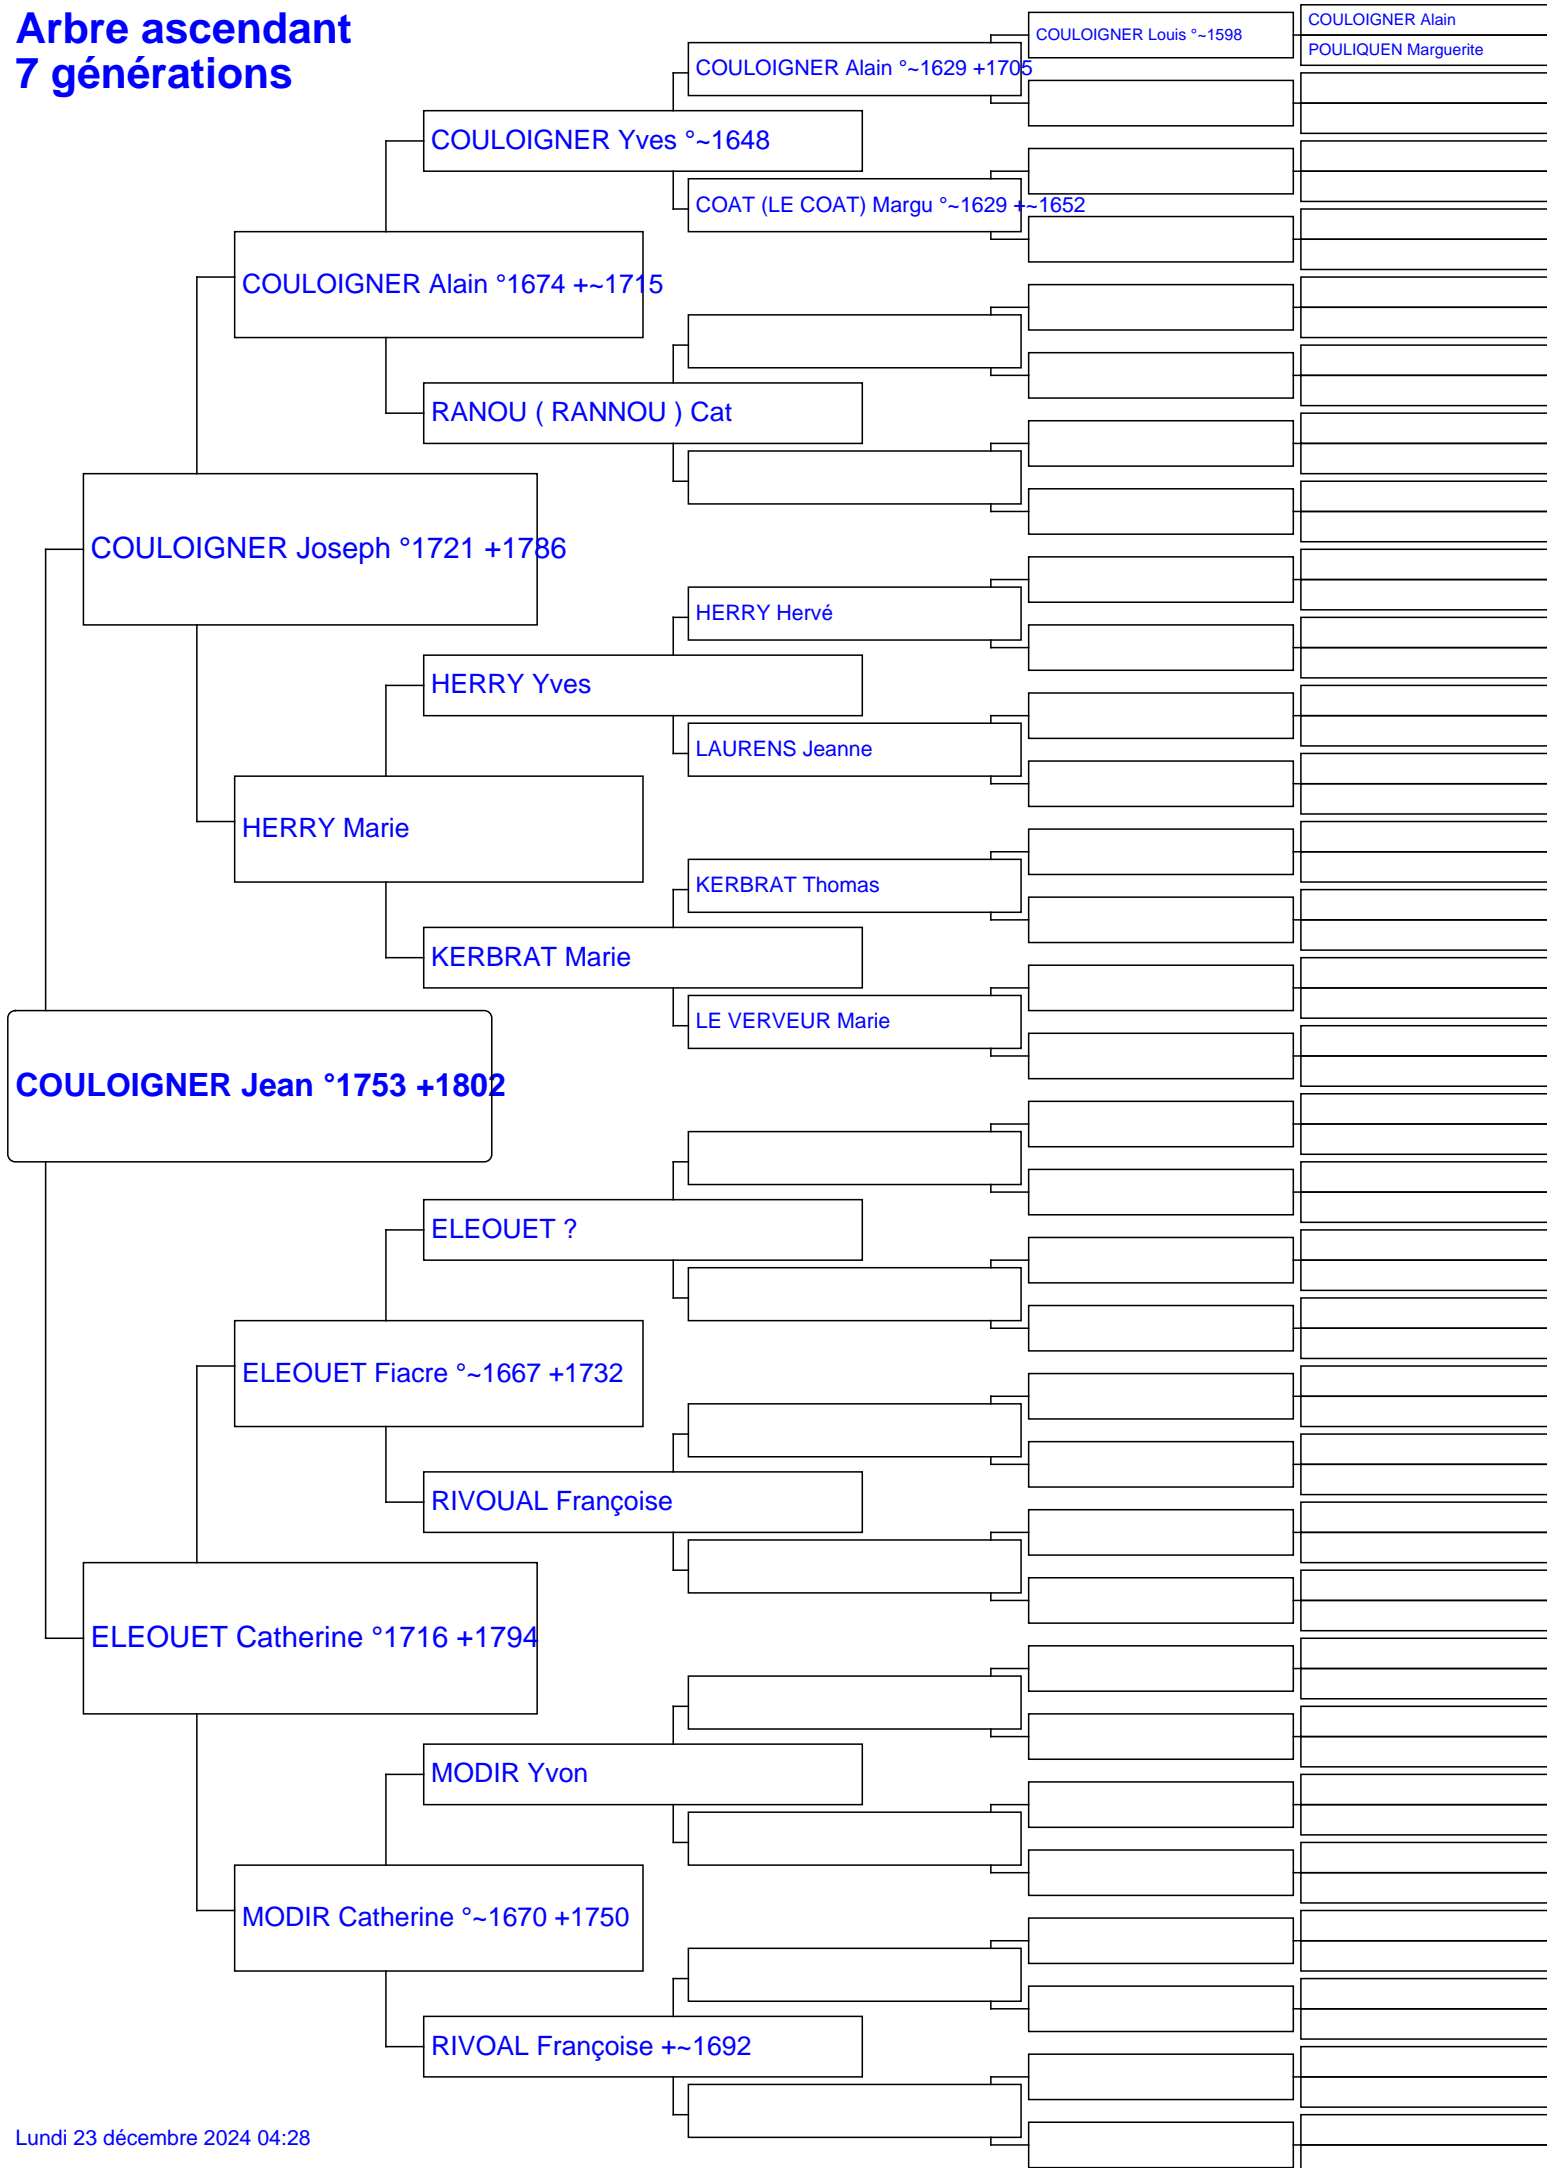 Arbre ascendant
7 générations
COULOIGNER Alain
COULOIGNER Louis °~1598
POULIQUEN Marguerite
COULOIGNER Alain °~1629 +1705
COULOIGNER Yves °~1648
COAT (LE COAT) Margu °~1629 +~1652
COULOIGNER Alain °1674 +~1715
RANOU ( RANNOU ) Cat
COULOIGNER Joseph °1721 +1786
HERRY Hervé
HERRY Yves
LAURENS Jeanne
HERRY Marie
KERBRAT Thomas
KERBRAT Marie
LE VERVEUR Marie
COULOIGNER Jean °1753 +1802
ELEOUET ?
ELEOUET Fiacre °~1667 +1732
RIVOUAL Françoise
ELEOUET Catherine °1716 +1794
MODIR Yvon
MODIR Catherine °~1670 +1750
RIVOAL Françoise +~1692
Lundi 23 décembre 2024 04:28